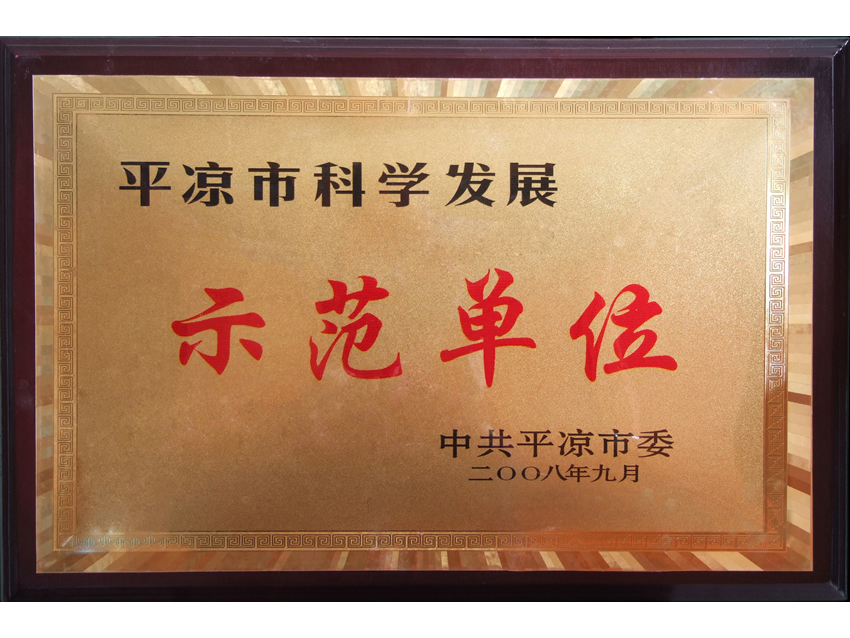 平凉市科学发展
示范单位
中共平凉市委
二〇〇八年九月